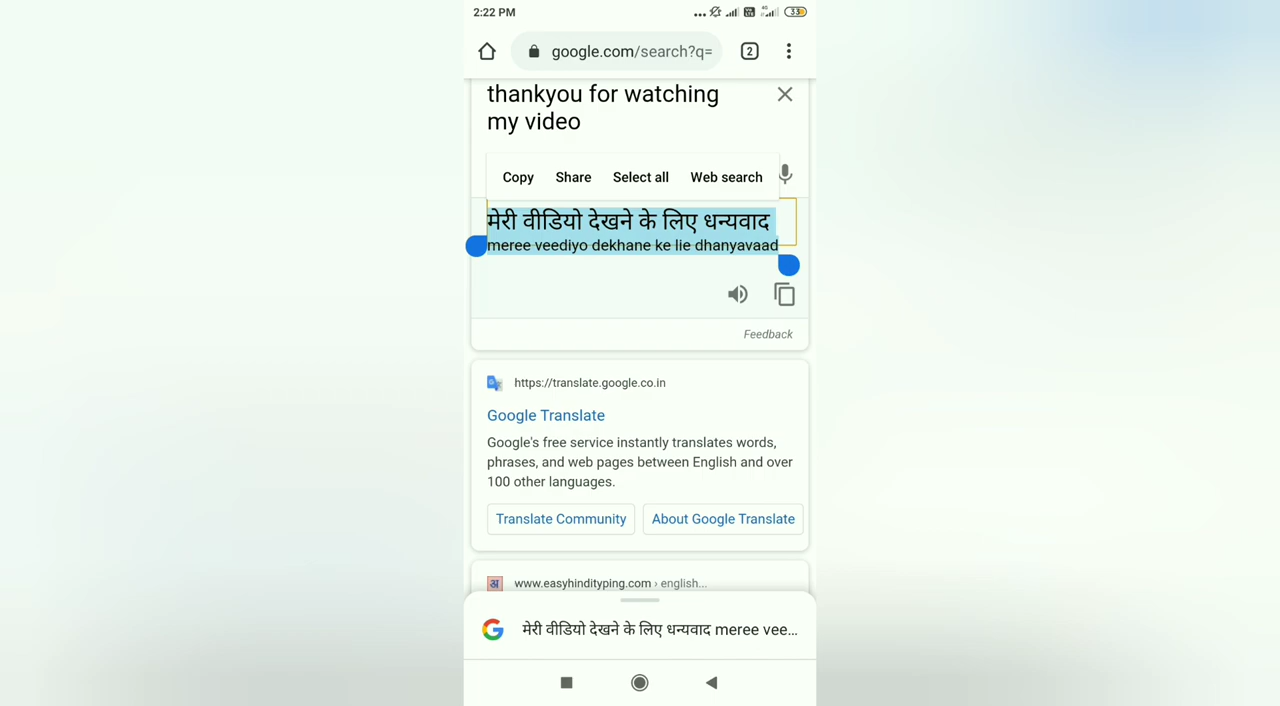 2:22 PM
4G
33
google.com/search?q=
2
thankyou for watching
my video
Copy Share Select all Web search
मेरी वीडियो देखने के लिए धन्यवाद
meree veediyo dekhane ke lie dhanyavaad
Feedback
https://translate.google.co.in
Google Translate
Google's free service instantly translates words,
phrases, and web pages between English and over
100 other languages.
Translate Community About Google Translate
अ www.easyhindityping.com › english...
G मेरी वीडियो देखने के लिए धन्यवाद meree vee...